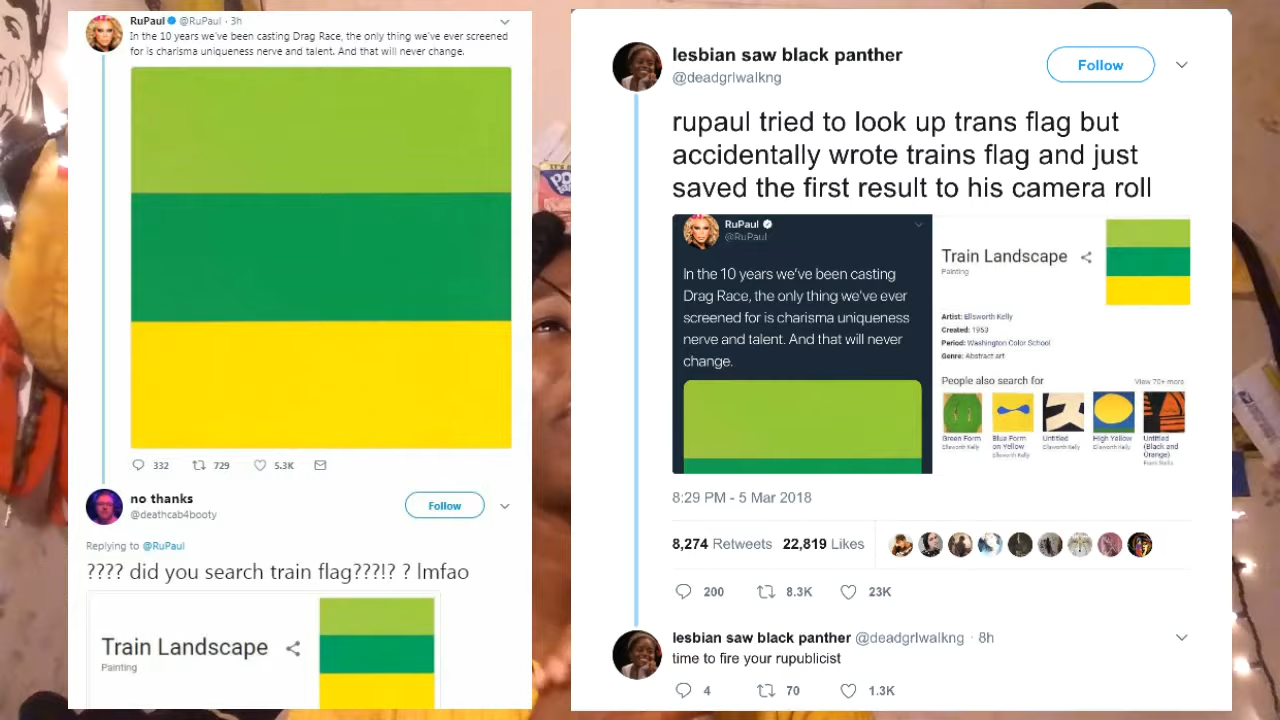 RuPaul @RuPaul · 3h
In the 10 years we've been casting Drag Race, the only thing we've ever screened
for is charisma uniqueness nerve and talent. And that will never change.
332 729 5.3K
no thanks
@deathcab4booty
Follow
Replying to @RuPaul
???? did you search train flag???!? ? lmfao
Train Landscape
Painting
lesbian saw black panther
@deadgrlwalkng
Follow
rupaul tried to look up trans flag but
accidentally wrote trains flag and just
saved the first result to his camera roll
RuPaul
@RuPaul
In the 10 years we've been casting
Drag Race, the only thing we've ever
screened for is charisma uniqueness
nerve and talent. And that will never
change.
Train Landscape
Painting
Artist: Ellsworth Kelly
Created: 1953
Period: Washington Color School
Genre: Abstract art
People also search for
View 70+ more
Green Form
Ellsworth Kelly
Blue Form
on Yellow
Ellsworth Kelly
Untitled
Ellsworth Kelly
High Yellow
Ellsworth Kelly
Untitled
(Black and
Orange)
Frank Stella
8:29 PM - 5 Mar 2018
8,274 Retweets 22,819 Likes
200 8.3K 23K
lesbian saw black panther @deadgrlwalkng · 8h
time to fire your rupublicist
4 70 1.3K